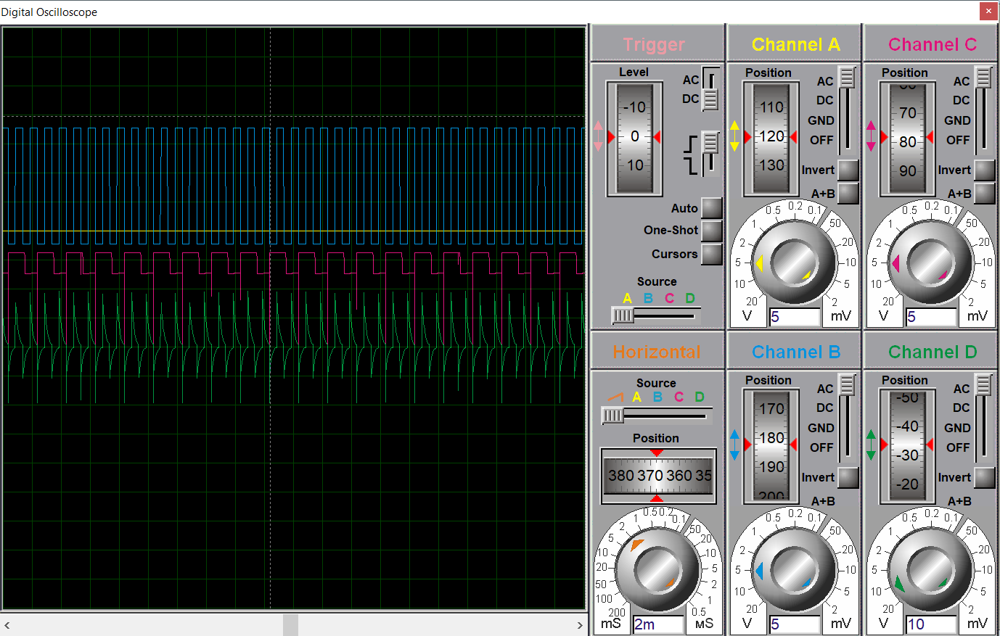 Digital Oscilloscope
Trigger
Level
AC
DC
-10
0
10
Auto
One-Shot
Cursors
Source
A B C D
Channel A
Position
AC
DC
GND
OFF
110
120
130
Invert
A+B
0.5 0.2 0.1
1 50
2 20
5 10
10 5
20 2
V 5 mV
Channel C
Position
AC
DC
GND
OFF
60
70
80
90
Invert
A+B
0.5 0.2 0.1
1 50
2 20
5 10
10 5
20 2
V 5 mV
Horizontal
Source
A B C D
Position
380 370 360 35
0.5 0.2 0.1
1 50
2 20
5 10
10 5
20 2
50 1
100 0.5
200
mS 2m мS
Channel B
Position
AC
DC
GND
OFF
170
180
190
200
Invert
A+B
0.5 0.2 0.1
1 50
2 20
5 10
10 5
20 2
V 5 mV
Channel D
Position
AC
DC
GND
OFF
-50
-40
-30
-20
Invert
A+B
0.5 0.2 0.1
1 50
2 20
5 10
10 5
20 2
V 10 mV